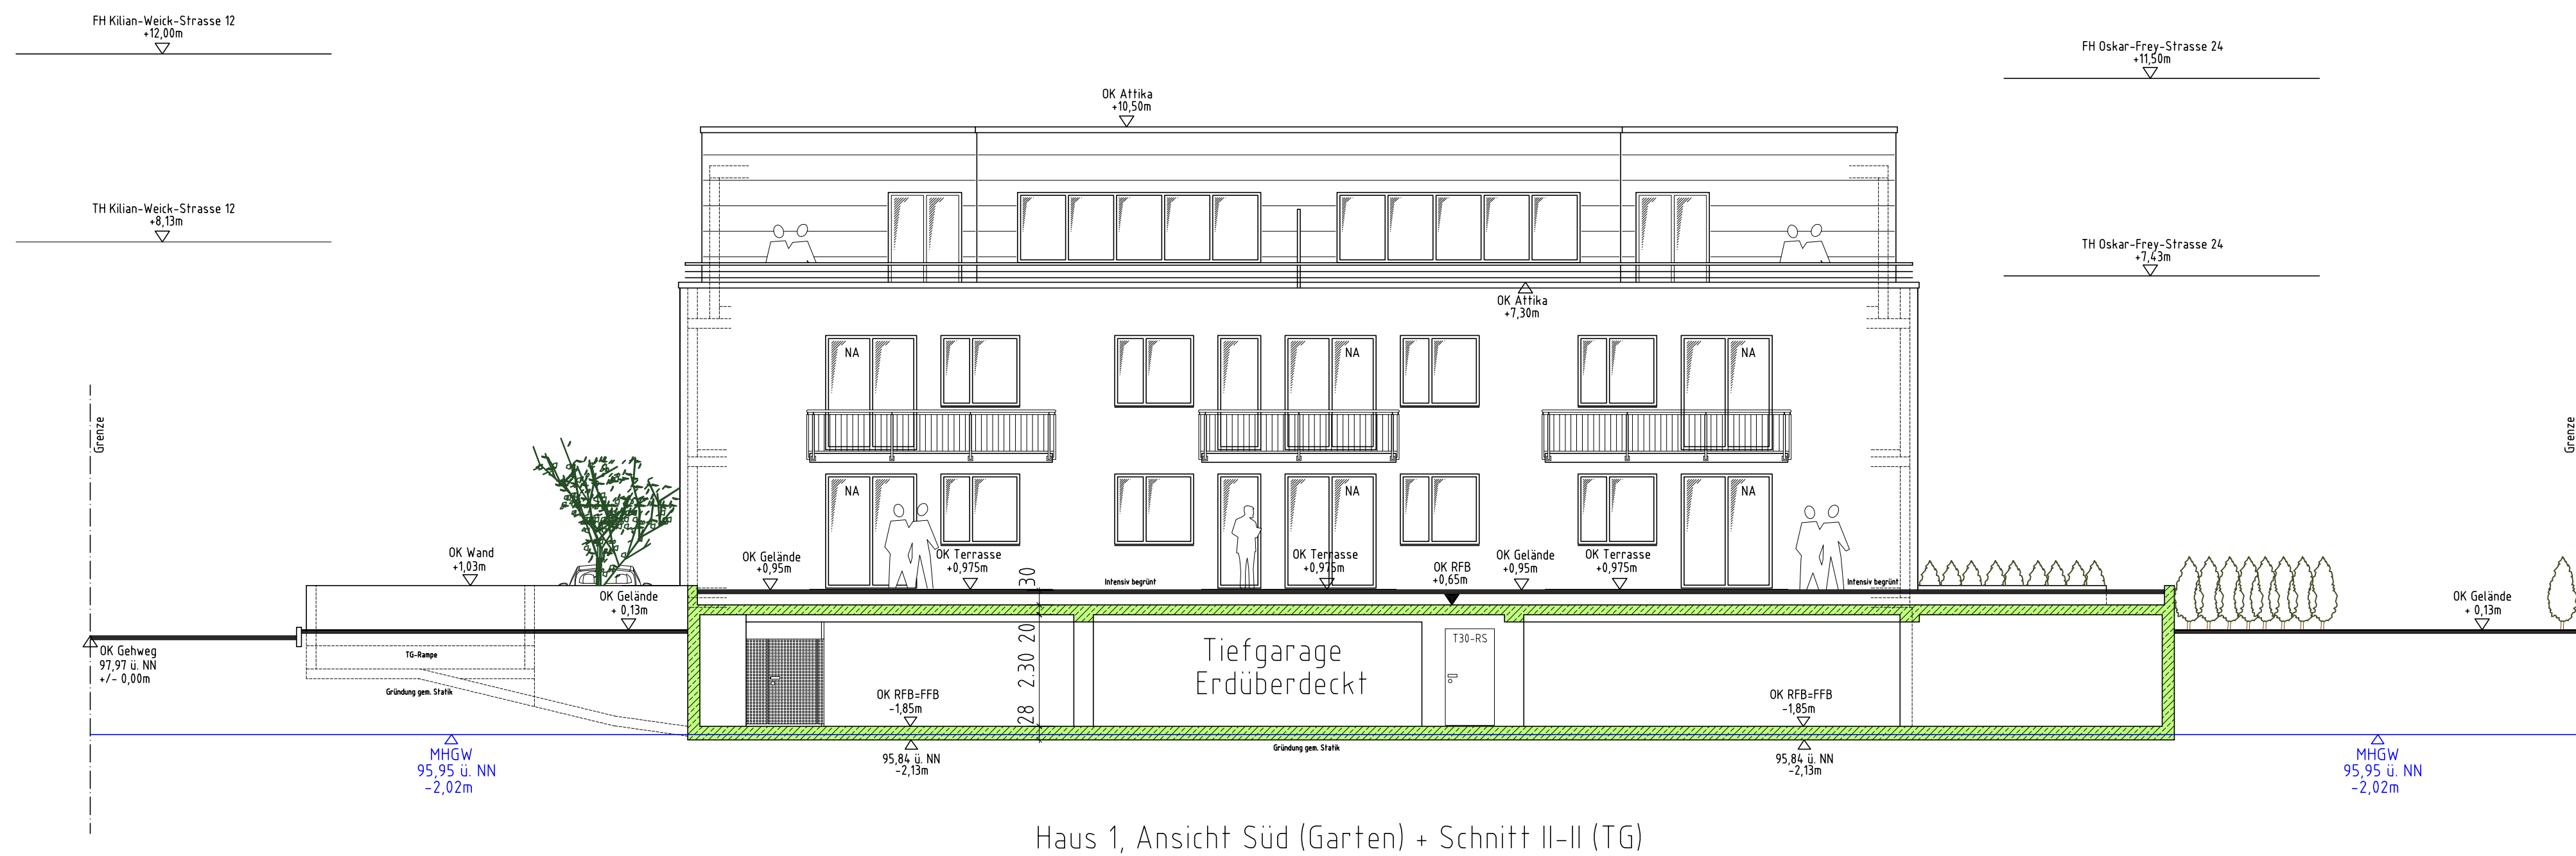 FH Kilian-Weick-Strasse 12
+12,00m
FH Oskar-Frey-Strasse 24
+11,50m
OK Attika
+10,50m
TH Kilian-Weick-Strasse 12
+8,13m
TH Oskar-Frey-Strasse 24
+7,43m
OK Attika
+7,30m
NA
NA
NA
Grenze
Grenze
NA
NA
NA
OK Wand
+1,03m
OK Gelände
+0,95m
OK Terrasse
+0,975m
OK Terrasse
+0,975m
OK RFB
+0,65m
OK Gelände
+0,95m
OK Terrasse
+0,975m
Intensiv begrünt
Intensiv begrünt
OK Gelände
+ 0,13m
OK Gelände
+ 0,13m
30
20
2.30
28
OK Gehweg
97,97 ü. NN
+/- 0,00m
TG-Rampe
Gründung gem. Statik
Tiefgarage
Erdüberdeckt
T30-RS
OK RFB=FFB
-1,85m
OK RFB=FFB
-1,85m
MHGW
95,95 ü. NN
-2,02m
95,84 ü. NN
-2,13m
Gründung gem. Statik
95,84 ü. NN
-2,13m
MHGW
95,95 ü. NN
-2,02m
Haus 1, Ansicht Süd (Garten) + Schnitt II-II (TG)